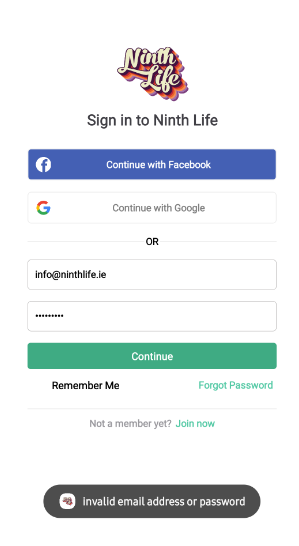 Ninth
Life
Sign in to Ninth Life
Continue with Facebook
Continue with Google
OR
info@ninthlife.ie
•••••••••
Continue
Remember Me
Forgot Password
Not a member yet? Join now
invalid email address or password